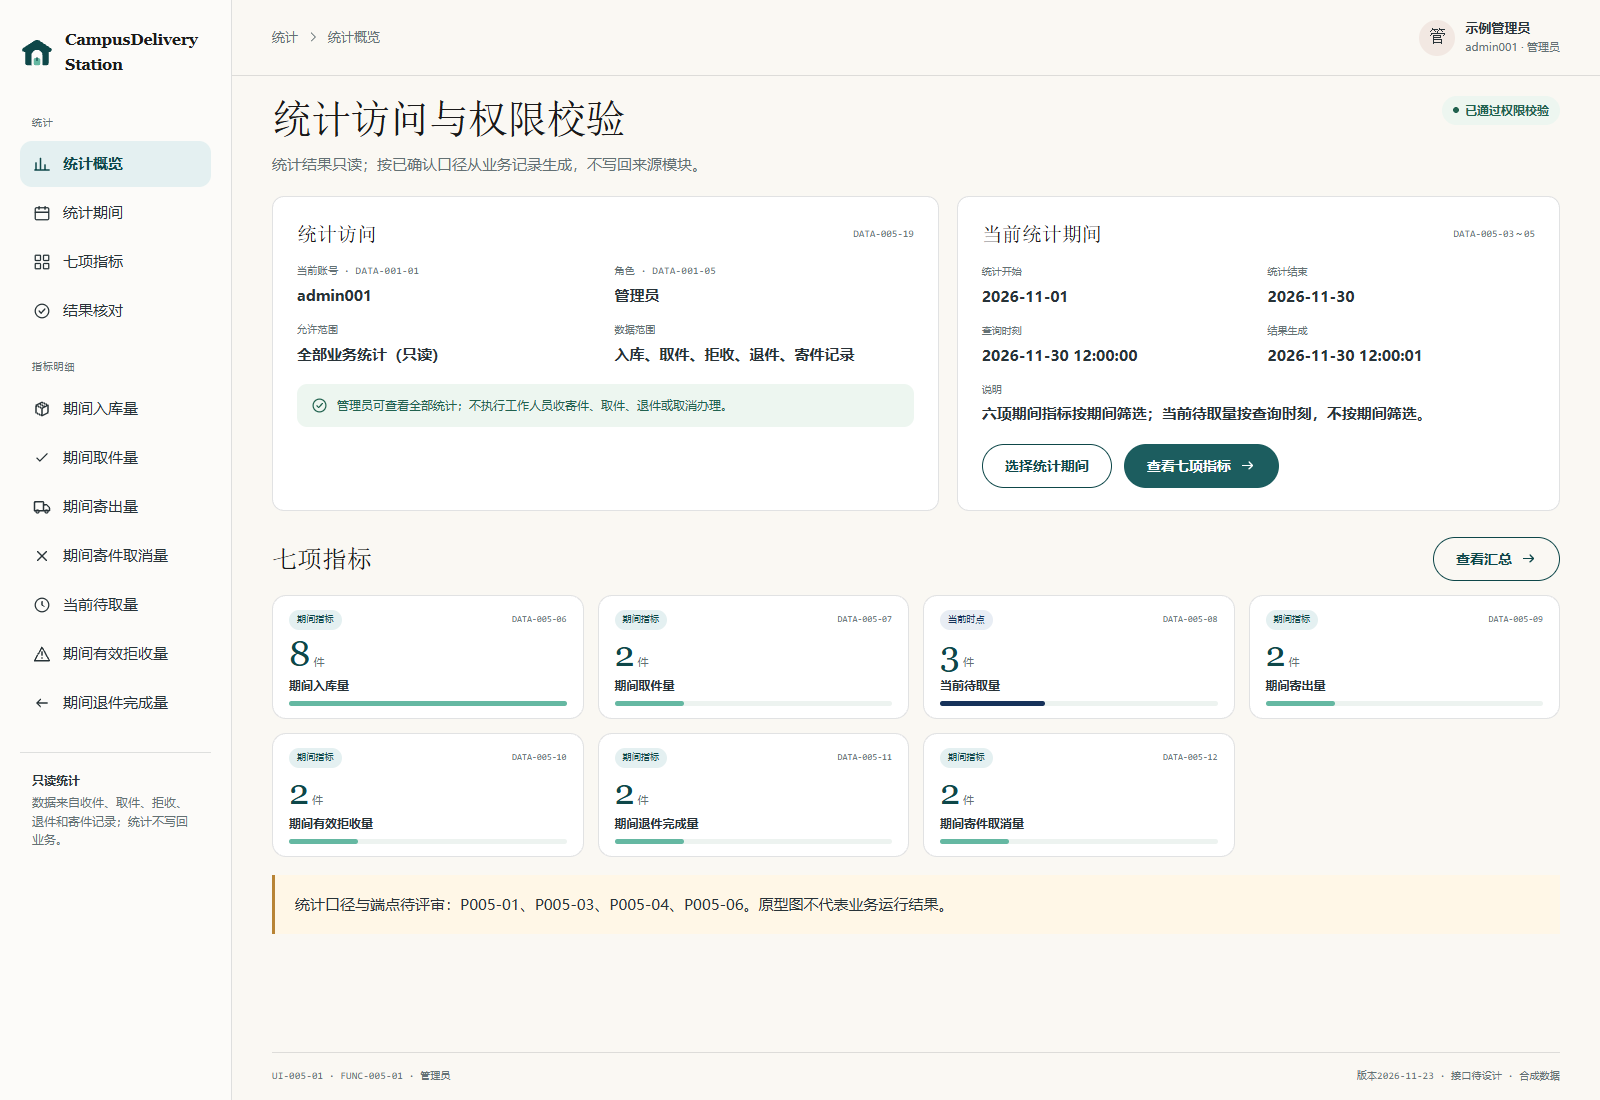 CampusDelivery
Station
统计
统计概览
统计期间
七项指标
结果核对
指标明细
期间入库量
期间取件量
期间寄出量
期间寄件取消量
当前待取量
期间有效拒收量
期间退件完成量
只读统计
数据来自收件、取件、拒收、
退件和寄件记录；统计不写回
业务。
统计 > 统计概览
管
示例管理员
admin001 · 管理员
统计访问与权限校验
已通过权限校验
统计结果只读；按已确认口径从业务记录生成，不写回来源模块。
统计访问
DATA-005-19
当前账号 · DATA-001-01
admin001
角色 · DATA-001-05
管理员
允许范围
全部业务统计（只读）
数据范围
入库、取件、拒收、退件、寄件记录
管理员可查看全部统计；不执行工作人员收寄件、取件、退件或取消办理。
当前统计期间
DATA-005-03～05
统计开始
2026-11-01
统计结束
2026-11-30
查询时刻
2026-11-30 12:00:00
结果生成
2026-11-30 12:00:01
说明
六项期间指标按期间筛选；当前待取量按查询时刻，不按期间筛选。
选择统计期间
查看七项指标 →
七项指标
查看汇总 →
期间指标
DATA-005-06
8 件
期间入库量
期间指标
DATA-005-07
2 件
期间取件量
当前时点
DATA-005-08
3 件
当前待取量
期间指标
DATA-005-09
2 件
期间寄出量
期间指标
DATA-005-10
2 件
期间有效拒收量
期间指标
DATA-005-11
2 件
期间退件完成量
期间指标
DATA-005-12
2 件
期间寄件取消量
统计口径与端点待评审：P005-01、P005-03、P005-04、P005-06。原型图不代表业务运行结果。
UI-005-01 · FUNC-005-01 · 管理员
版本2026-11-23 · 接口待设计 · 合成数据